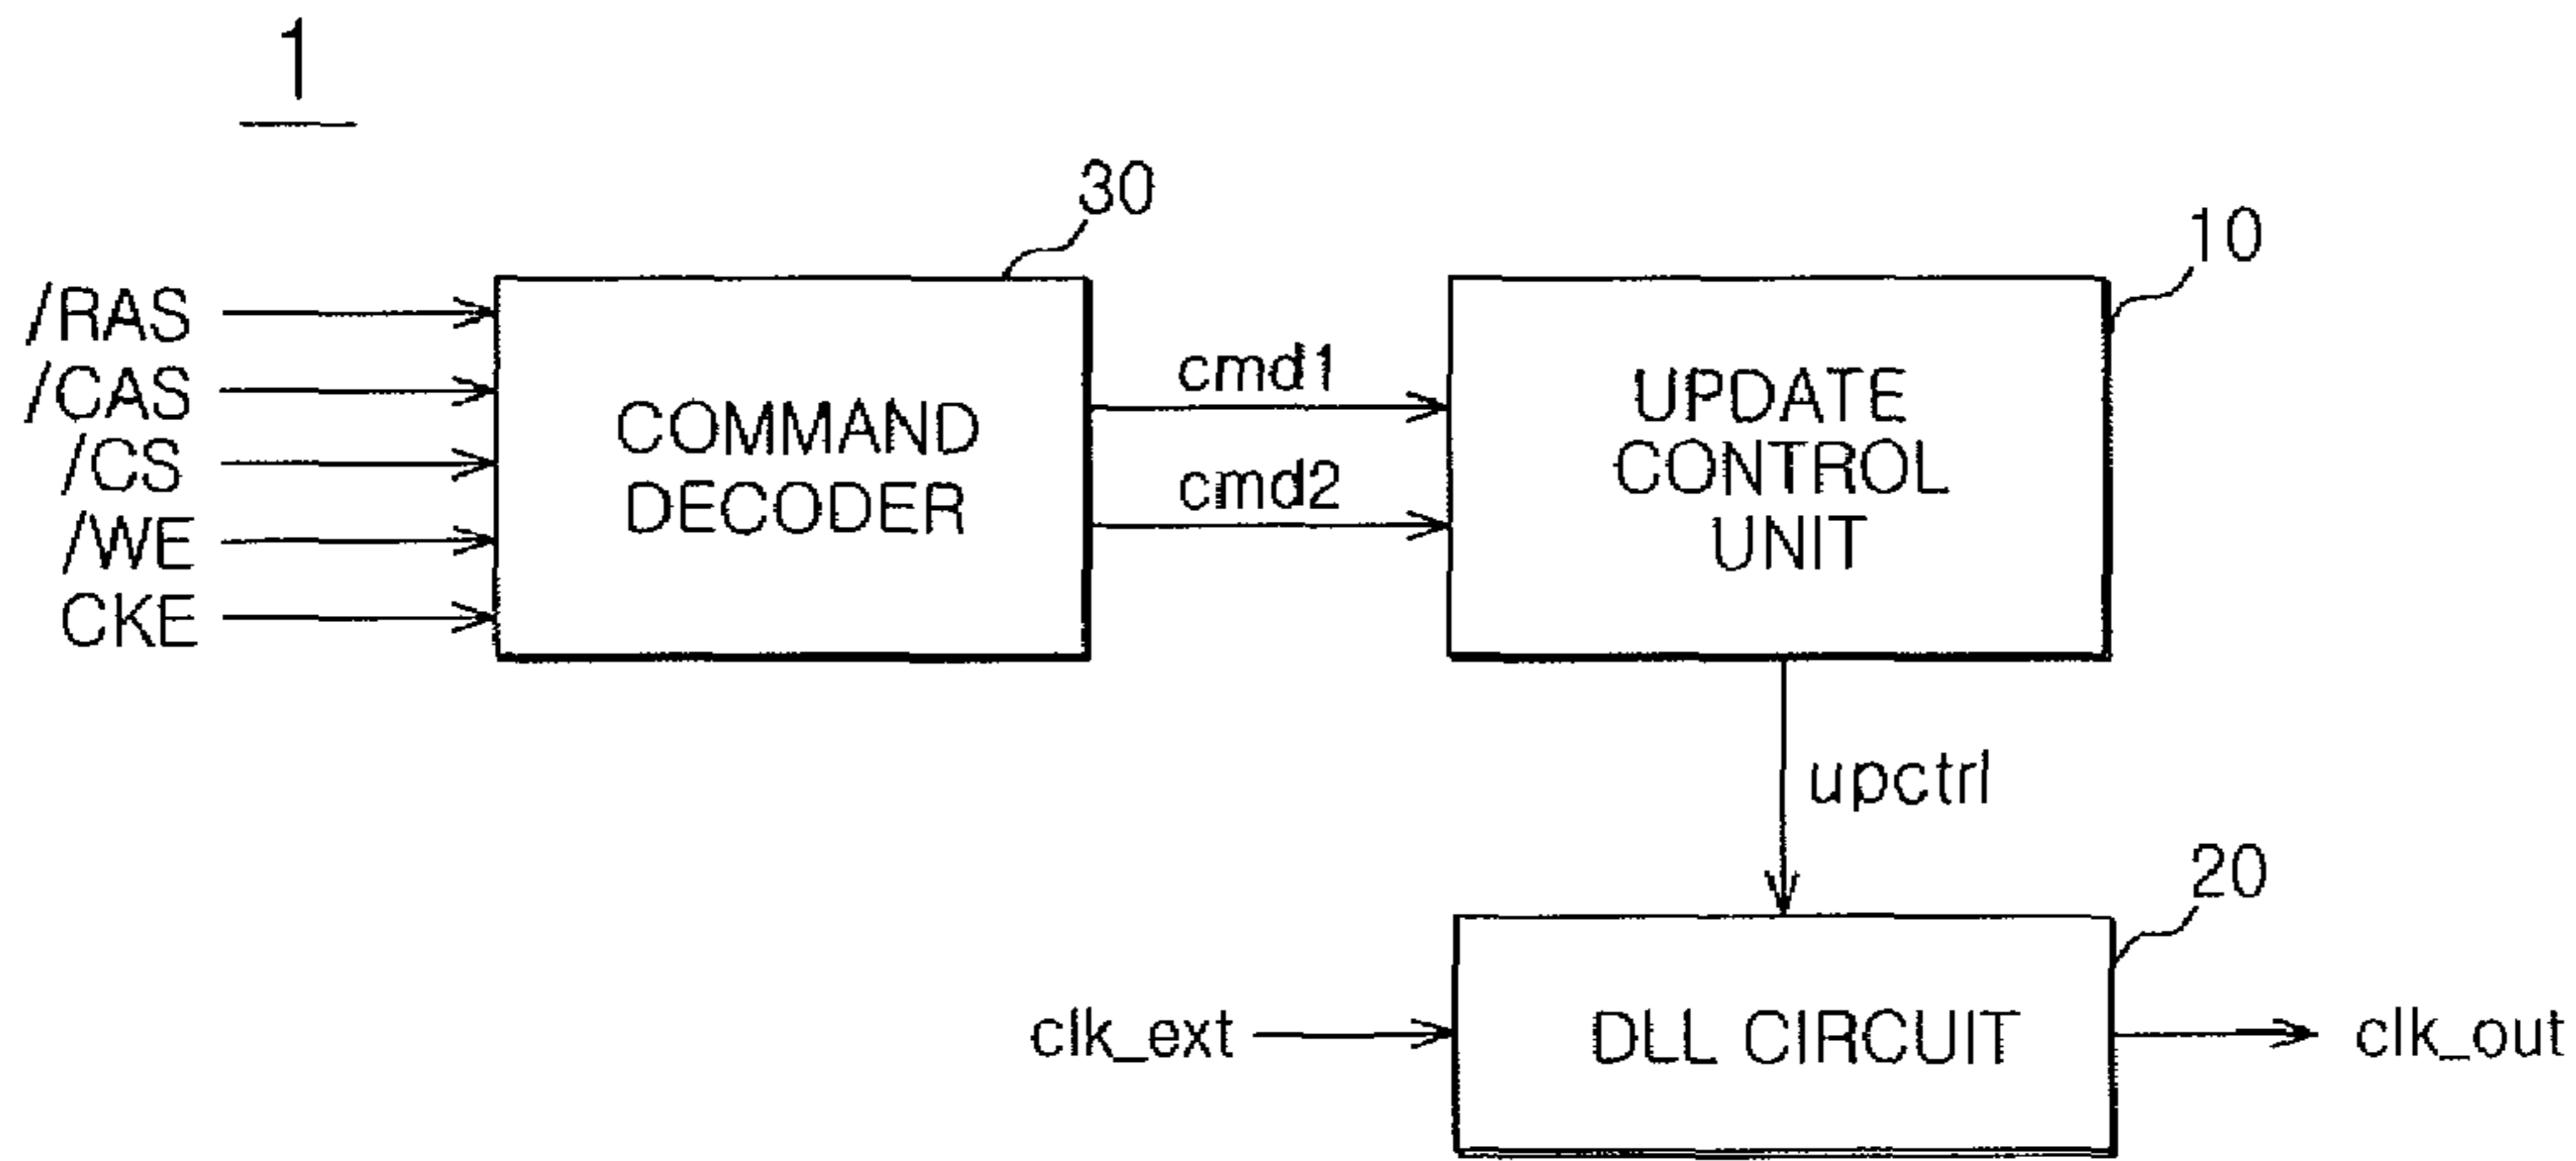 1
30
10
/RAS
/CAS
/CS
/WE
CKE
COMMAND
DECODER
cmd1
cmd2
UPDATE
CONTROL
UNIT
upctrl
20
clk_ext
DLL CIRCUIT
clk_out